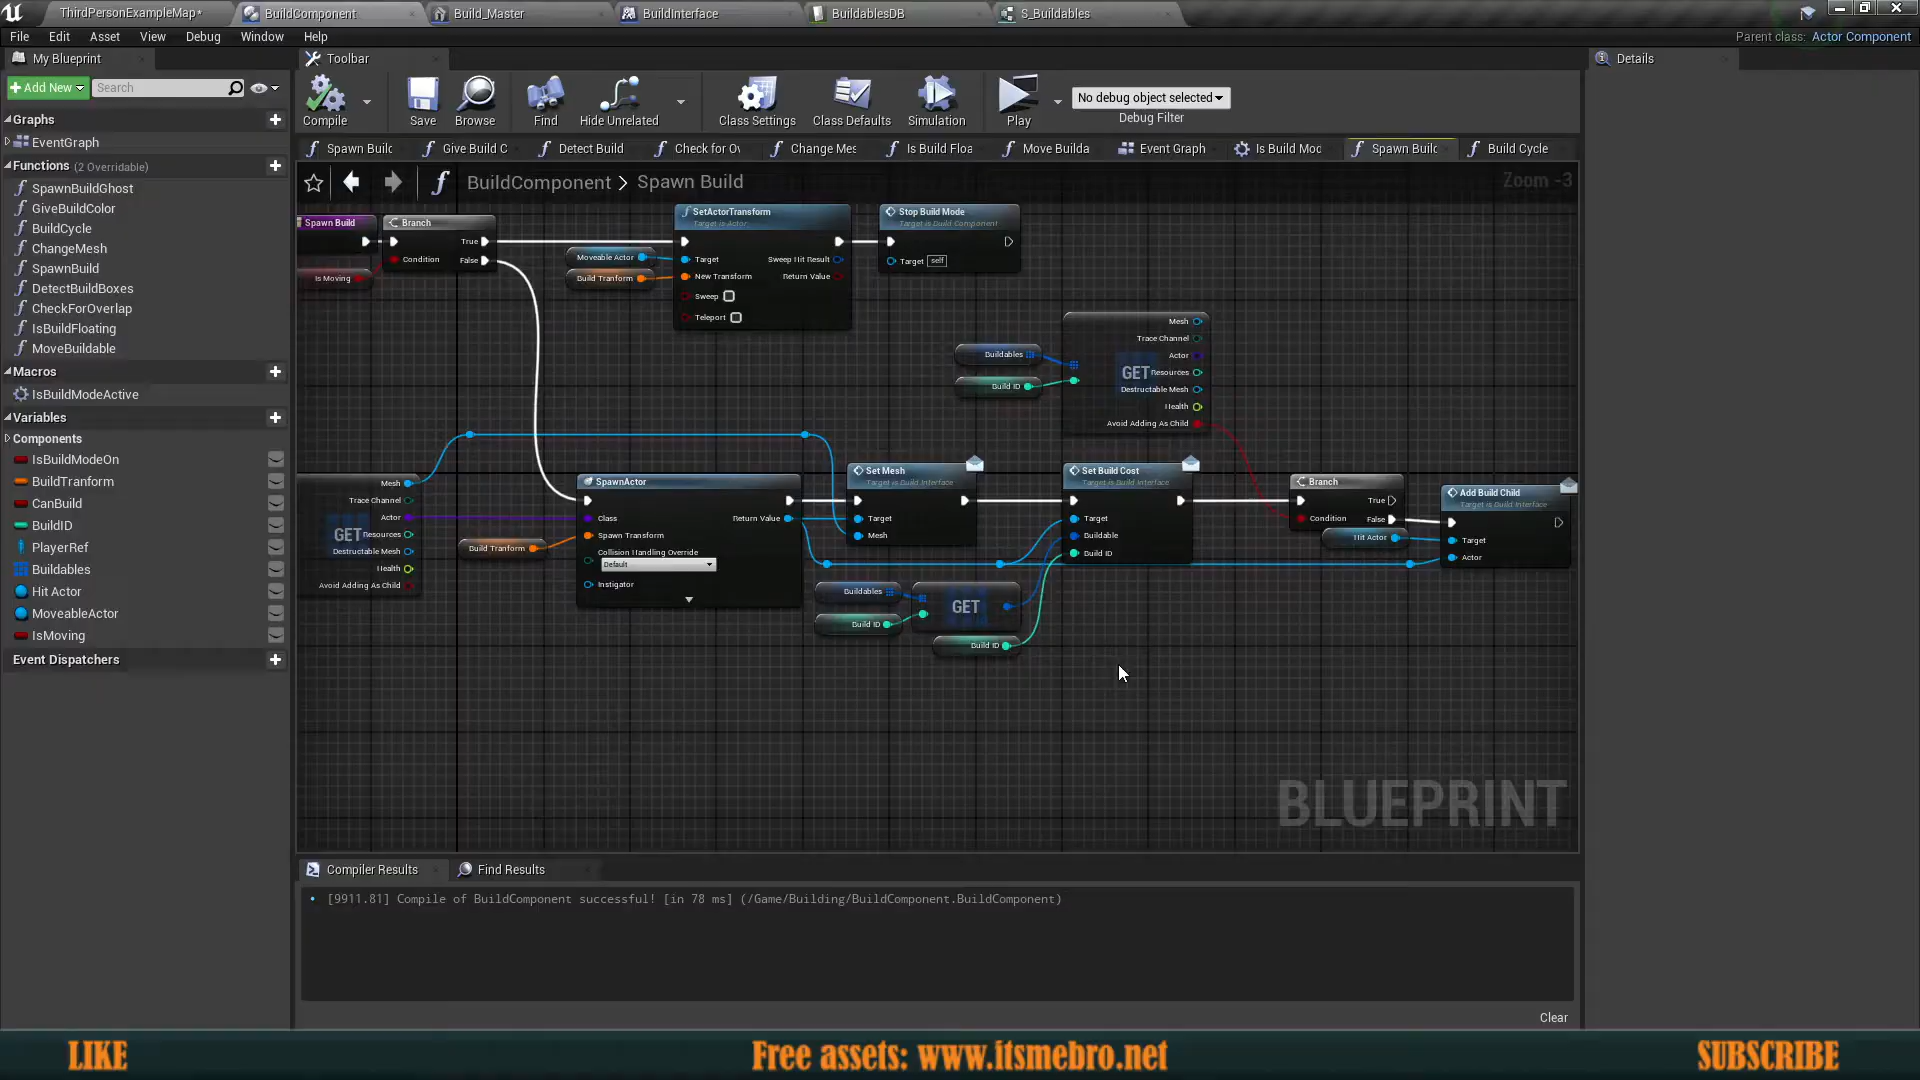 ThirdPersonExampleMap*
BuildComponent
Build_Master
BuildInterface
BuildablesDB
S_Buildables
File Edit Asset View Debug Window Help
Parent class: Actor Component
My Blueprint
Toolbar
Details
Add New
Search
Compile
Save
Browse
Find
Hide Unrelated
Class Settings
Class Defaults
Simulation
Play
No debug object selected
Debug Filter
Spawn Builc
Give Build C
Detect Build
Check for Ov
Change Mes
Is Build Floa
Move Builda
Event Graph
Is Build Moc
Spawn Builc
Build Cycle
BuildComponent > Spawn Build
Zoom -3
Graphs
EventGraph
Functions (2 Overridable)
SpawnBuildGhost
GiveBuildColor
BuildCycle
ChangeMesh
SpawnBuild
DetectBuildBoxes
CheckForOverlap
IsBuildFloating
MoveBuildable
Macros
IsBuildModeActive
Variables
Components
IsBuildModeOn
BuildTranform
CanBuild
BuildID
PlayerRef
Buildables
Hit Actor
MoveableActor
IsMoving
Event Dispatchers
Spawn Build
Is Moving
Branch
True
Condition
False
Moveable Actor
Build Tranform
SetActorTransform
Target is Actor
Target
Sweep Hit Result
New Transform
Return Value
Sweep
Teleport
Stop Build Mode
Target is Build Component
Target self
Buildables
Build ID
GET
Mesh
Trace Channel
Actor
Resources
Destructable Mesh
Health
Avoid Adding As Child
GET
Mesh
Trace Channel
Actor
Resources
Destructable Mesh
Health
Avoid Adding As Child
Build Tranform
SpawnActor
Class
Return Value
Spawn Transform
Collision Handling Override
Default
Instigator
Set Mesh
Target is Build Interface
Target
Mesh
Buildables
Build ID
GET
Build ID
Set Build Cost
Target is Build Interface
Target
Buildable
Build ID
Branch
True
Condition
False
Hit Actor
Add Build Child
Target is Build Interface
Target
Actor
BLUEPRINT
Compiler Results
Find Results
[9911.81] Compile of BuildComponent successful! [in 78 ms] (/Game/Building/BuildComponent.BuildComponent)
Clear
LIKE
Free assets: www.itsmebro.net
SUBSCRIBE